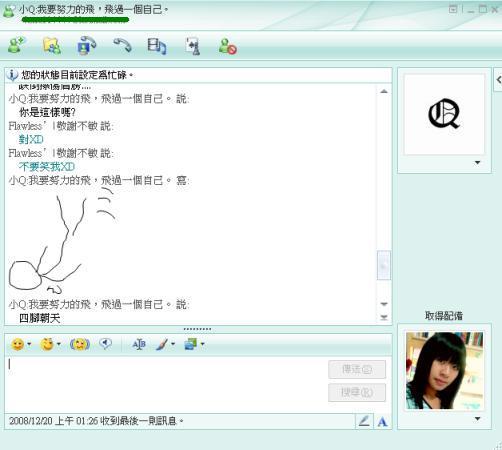 小Q:我要努力的飛，飛過一個自己。
您的狀態目前設定爲忙碌。
小Q:我要努力的飛，飛過一個自己。 說:
你是這樣嗎?
Flawless' |敬謝不敏 說:
對XD
Flawless' |敬謝不敏 說:
不要笑我XD
小Q:我要努力的飛，飛過一個自己。 寫:
小Q:我要努力的飛，飛過一個自己。 說:
四腳朝天
Q
取得配備
傳送(S)
搜尋(R)
2008/12/20 上午 01:26 收到最後一則訊息。
A